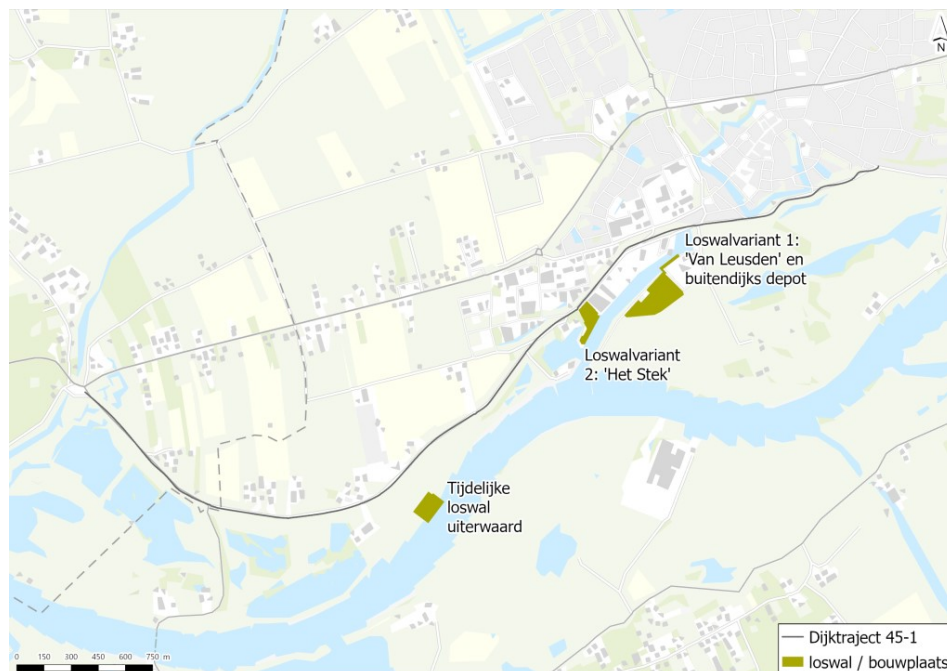 N
Loswalvariant 1:
'Van Leusden' en
buitendijks depot
Loswalvariant
2: 'Het Stek'
Tijdelijke
loswal
uiterwaard
0 150 300 450 600 750 m
Dijktraject 45-1
loswal / bouwplaats